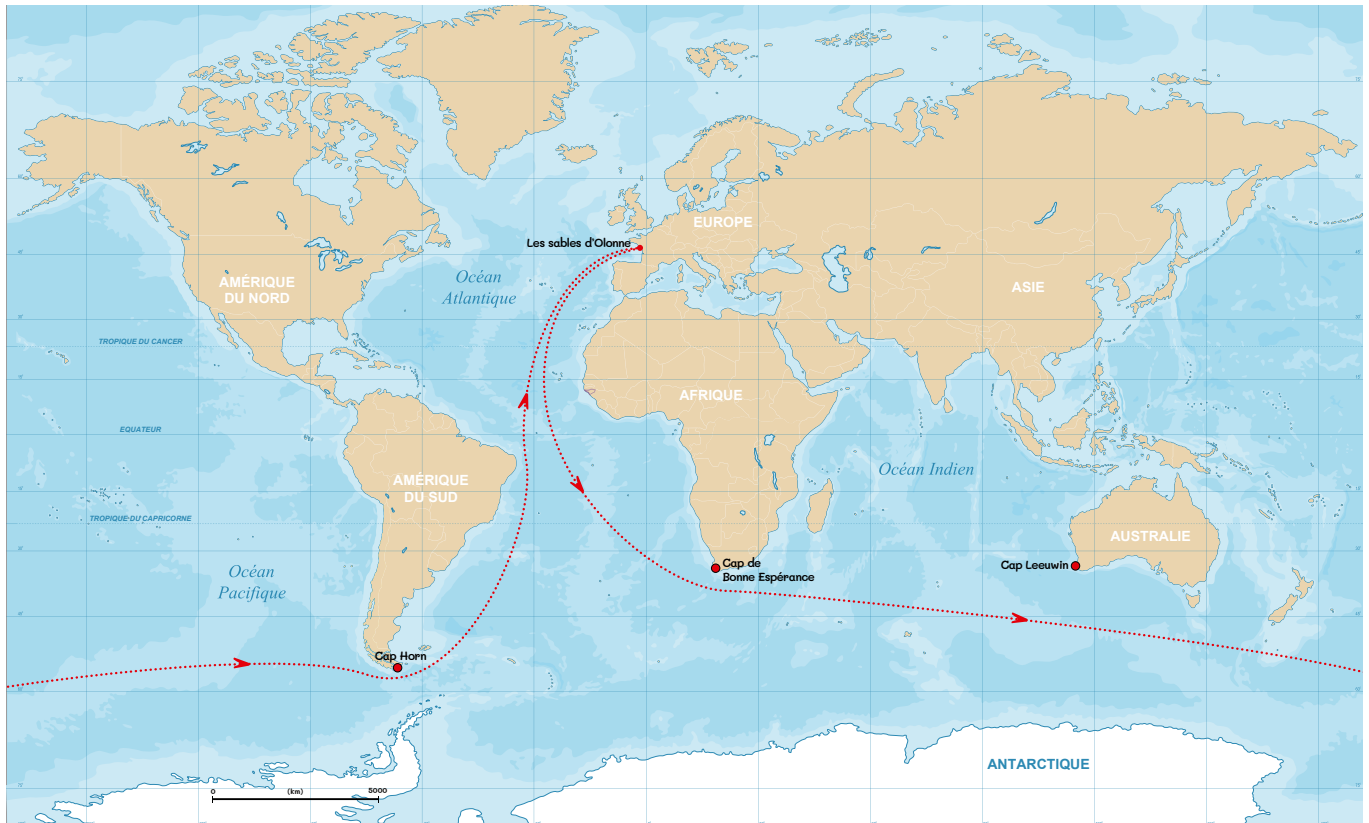 EUROPE
Les sables d'Olonne
Océan
Atlantique
AMÉRIQUE
DU NORD
ASIE
TROPIQUE DU CANCER
AFRIQUE
EQUATEUR
Océan Indien
AMÉRIQUE
DU SUD
TROPIQUE DU CAPRICORNE
AUSTRALIE
Cap de
Bonne Espérance
Cap Leeuwin
Océan
Pacifique
Cap Horn
ANTARCTIQUE
0 (km) 5000